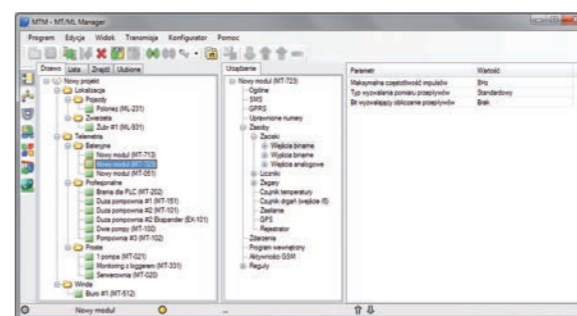 MTM - MT/ML Manager
Program Edycja Widok Transmisja Konfigurator Pomoc
Drzewo Lista Znajdź Ulubione
Nowy projekt
Lokalizacja
Pojazdy
Polonez (ML-231)
Zwierzęta
Żubr #1 (ML-931)
Telemetria
Bateryjne
Nowy moduł (MT-713)
Nowy moduł (MT-723)
Nowy moduł (MT-051)
Profesjonalne
Brama dla PLC (MT-202)
Duża pompownia #1 (MT-151)
Duża pompownia #2 (MT-101)
Duża pompownia #2 Ekspander (EX-101)
Dwie pompy (MT-100)
Pompownia #3 (MT-102)
Proste
1 pompa (MT-021)
Monitoring z loggerem (MT-331)
Serwerownia (MT-020)
Winda
Biuro #1 (MT-512)
Urządzenie
Nowy moduł (MT-723)
Ogólne
SMS
GPRS
Uprawnione numery
Zasoby
Zaciski
Wejścia binarne
Wyjścia binarne
Wejścia analogowe
Liczniki
Zegary
Czujnik temperatury
Czujnik drgań (wejście I6)
Zasilanie
GPS
Rejestrator
Zdarzenia
Program wewnętrzny
Aktywności GSM
Reguły
Parametr Wartość
Maksymalna częstotliwość impulsów 8Hz
Typ wyzwalania pomiaru przepływów Standardowy
Bit wyzwalający obliczanie przepływów Brak
Nowy moduł ...